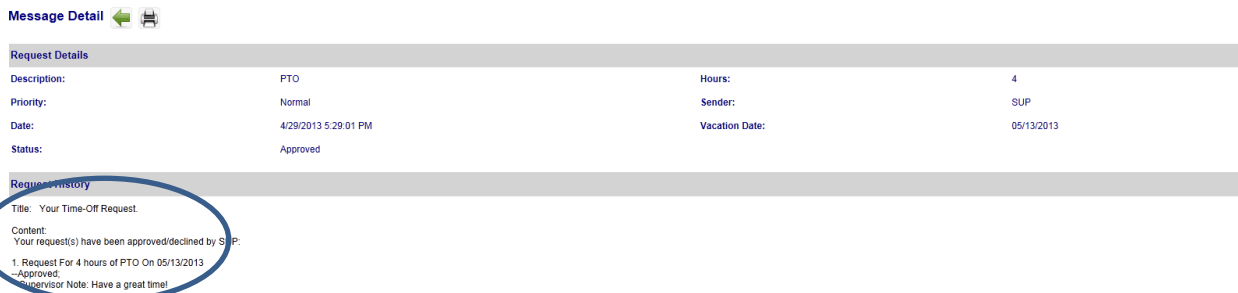 Message Detail
Request Details
Description: PTO Hours: 4
Priority: Normal Sender: SUP
Date: 4/29/2013 5:29:01 PM Vacation Date: 05/13/2013
Status: Approved
Request History
Title: Your Time-Off Request.
Content:
Your request(s) have been approved/declined by SUP:
1. Request For 4 hours of PTO On 05/13/2013
--Approved;
Supervisor Note: Have a great time!